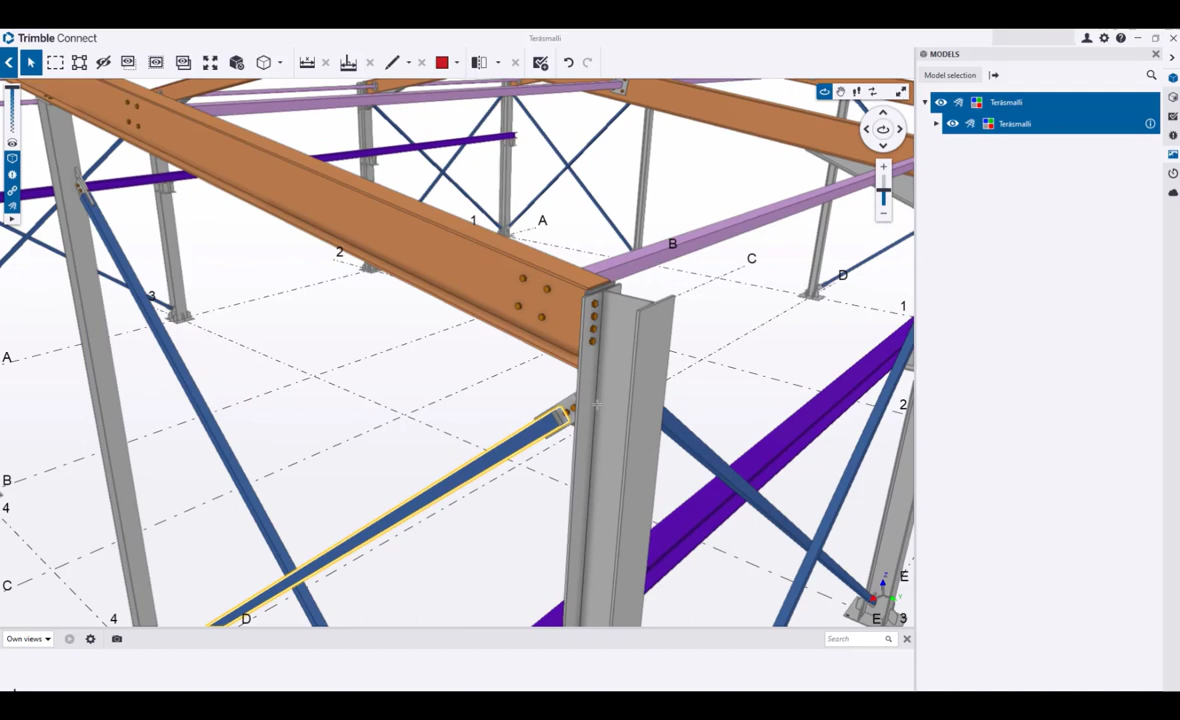 Trimble Connect
Teräsmalli
MODELS
Model selection
Teräsmalli
Teräsmalli
1
A
2
B
C
3
D
1
A
2
B
4
C
E
4
D
E
3
Z
Y
Own views
Search